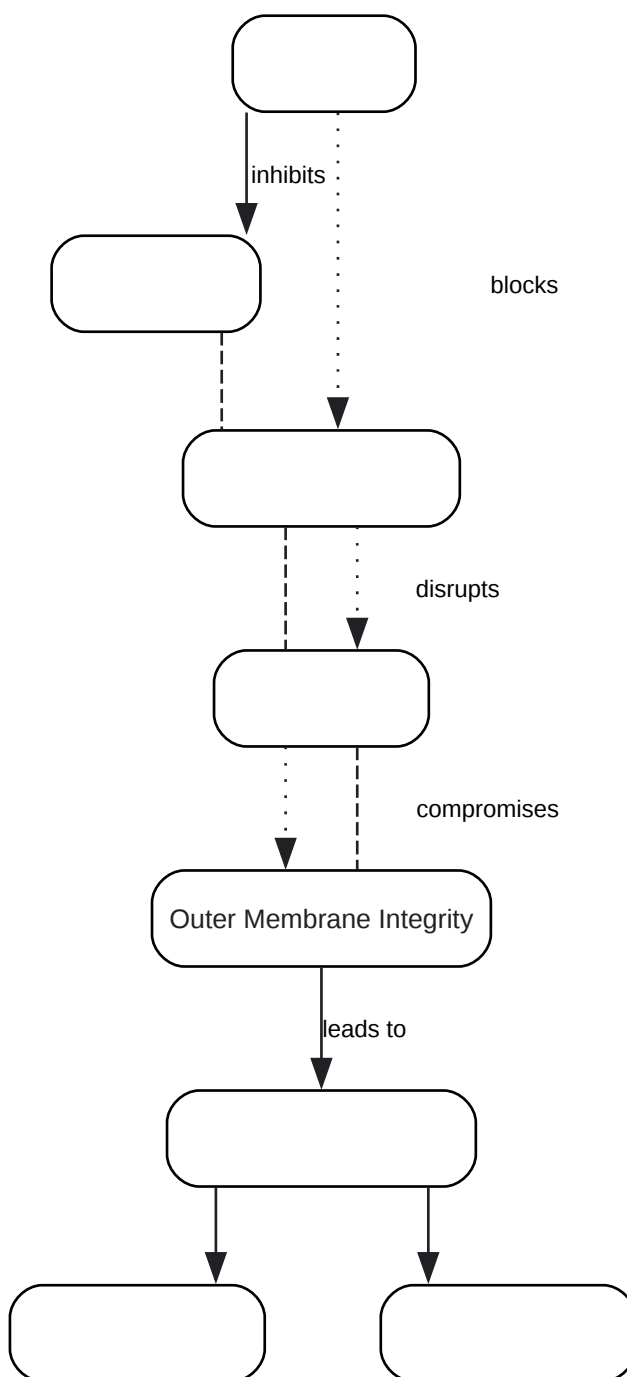 inhibits
blocks
disrupts
compromises
Outer Membrane Integrity
leads to